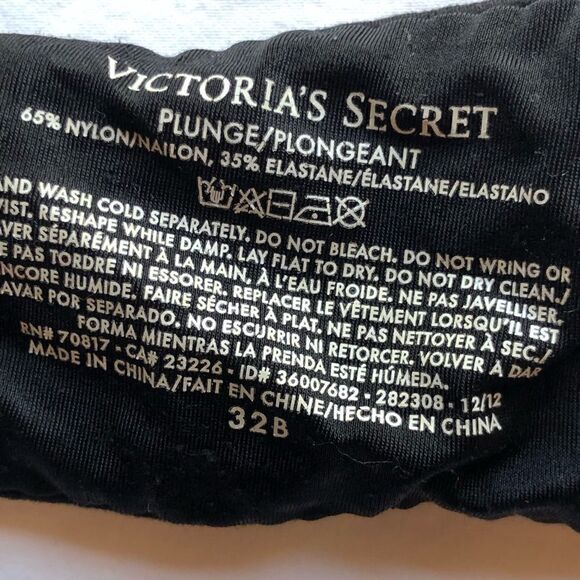 VICTORIA'S SECRET
PLUNGE/PLONGEANT
65% NYLON/NAILON, 35% ELASTANE/ÉLASTANE/ELASTANO
AND WASH COLD SEPARATELY. DO NOT BLEACH. DO NOT WRING OR
WIST. RESHAPE WHILE DAMP. LAY FLAT TO DRY. DO NOT DRY CLEAN./
AVER SÉPARÉMENT À LA MAIN, À L'EAU FROIDE. NE PAS JAVELLISER.
E PAS TORDRE NI ESSORER. REPLACER LE VÊTEMENT LORSQU'IL EST
ENCORE HUMIDE. FAIRE SÉCHER À PLAT. NE PAS NETTOYER À SEC./
AVAR POR SEPARADO. NO ESCURRIR NI RETORCER. VOLVER A DAR
FORMA MIENTRAS LA PRENDA ESTÉ HÚMEDA.
RN# 70817 - CA# 23226 - ID# 36007682 - 282308 - 12/12
MADE IN CHINA/FAIT EN CHINE/HECHO EN CHINA
32B